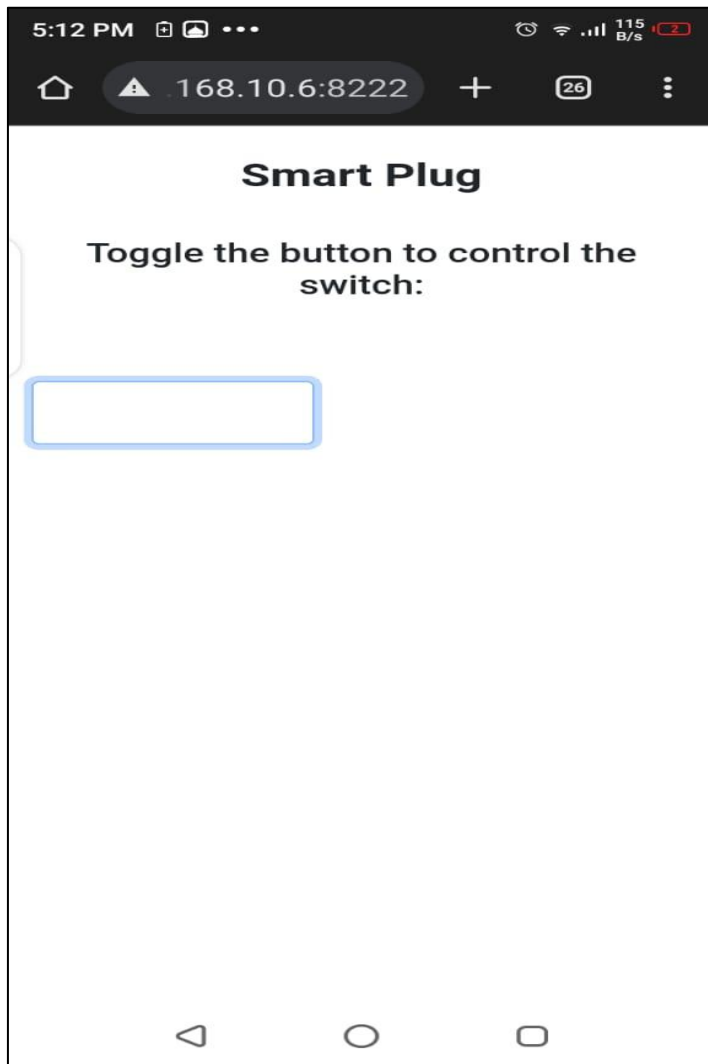 5:12 PM
115
B/s
2
.168.10.6:8222
26
Smart Plug
Toggle the button to control the
switch: